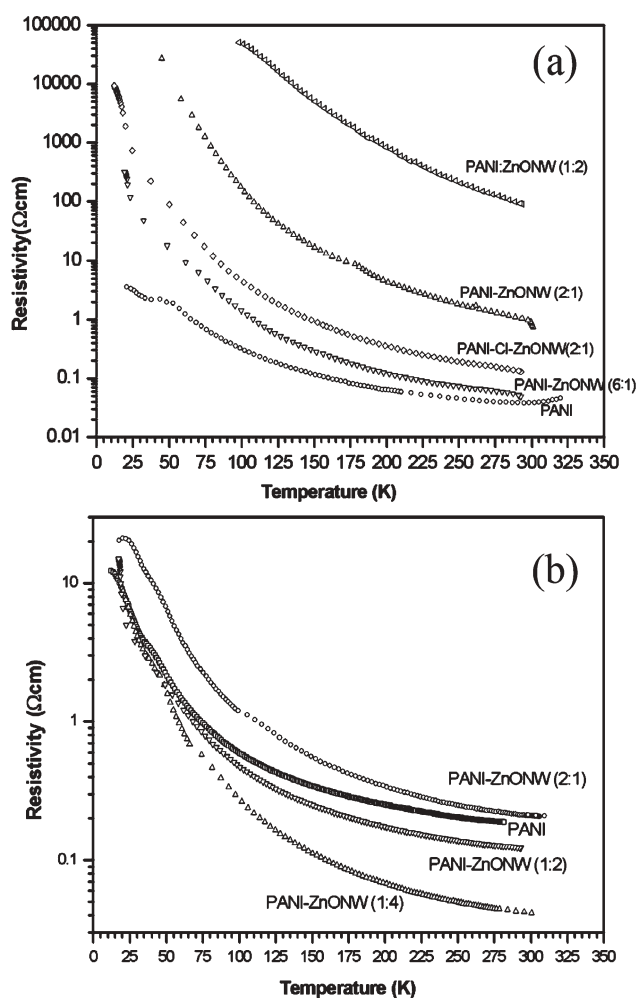 100000
(a)
10000
1000
PANI:ZnONW (1:2)
100
10
PANI-ZnONW (2:1)
1
PANI-Cl-ZnONW(2:1)
0.1
PANI-ZnONW (6:1)
PANI
0.01
Resistivity(Ωcm)
0 25 50 75 100 125 150 175 200 225 250 275 300 325 350
Temperature (K)
(b)
10
PANI-ZnONW (2:1)
1
PANI
PANI-ZnONW (1:2)
0.1
PANI-ZnONW (1:4)
Resistivity (Ωcm)
0 25 50 75 100 125 150 175 200 225 250 275 300 325 350
Temperature (K)